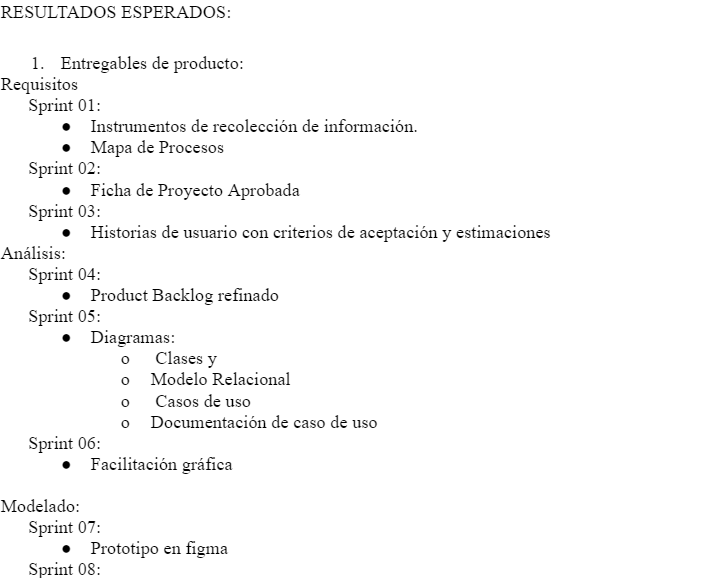 RESULTADOS ESPERADOS:
1. Entregables de producto:
Requisitos
Sprint 01:
● Instrumentos de recolección de información.
● Mapa de Procesos
Sprint 02:
● Ficha de Proyecto Aprobada
Sprint 03:
● Historias de usuario con criterios de aceptación y estimaciones
Análisis:
Sprint 04:
● Product Backlog refinado
Sprint 05:
● Diagramas:
o Clases y
o Modelo Relacional
o Casos de uso
o Documentación de caso de uso
Sprint 06:
● Facilitación gráfica
Modelado:
Sprint 07:
● Prototipo en figma
Sprint 08: